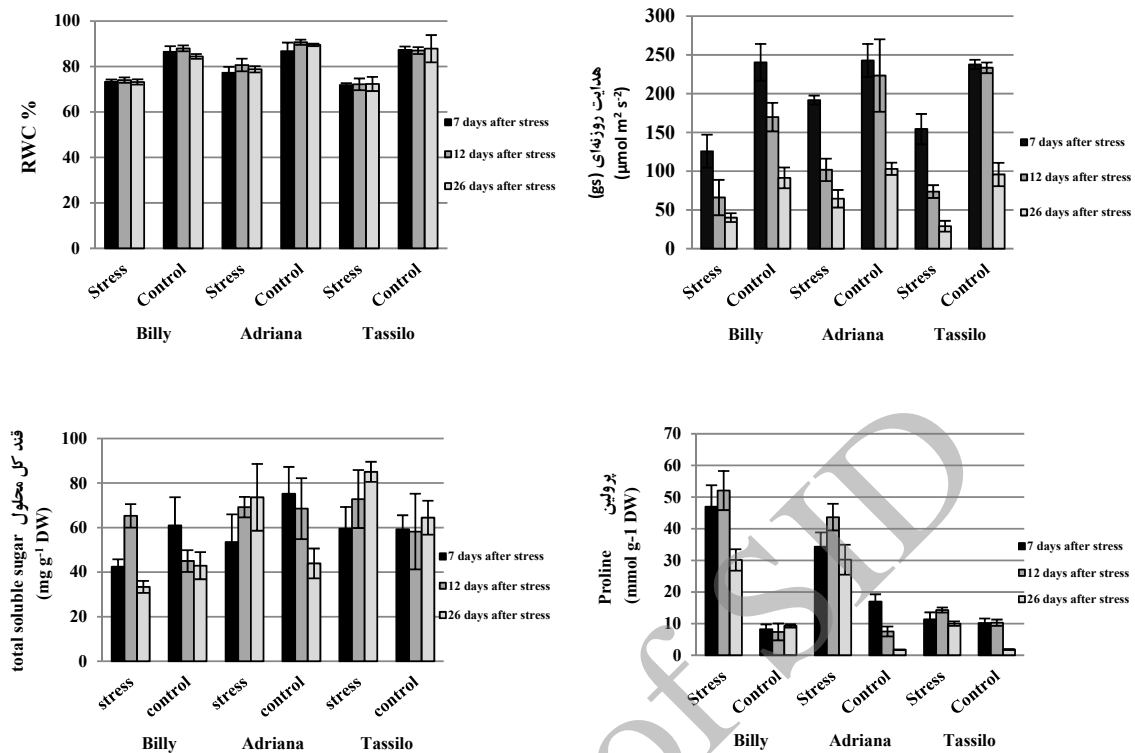 100
80
60
40
20
0
RWC %
Stress Control Stress Control Stress Control
Billy Adriana Tassilo
7 days after stress
12 days after stress
26 days after stress
300
250
200
150
100
50
0
هدایت روزنه‌ای (gs)
(µmol m² s⁻²)
Stress Control Stress Control Stress Control
Billy Adriana Tassilo
7 days after stress
12 days after stress
26 days after stress
100
80
60
40
20
0
قند کل محلول total soluble sugar
(mg g⁻¹ DW)
stress control stress control stress control
Billy Adriana Tassilo
7 days after stress
12 days after stress
26 days after stress
70
60
50
40
30
20
10
0
پرولین
Proline
(mmol g-1 DW)
Stress Control Stress Control Stress Control
Billy Adriana Tassilo
7 days after stress
12 days after stress
26 days after stress
of SID